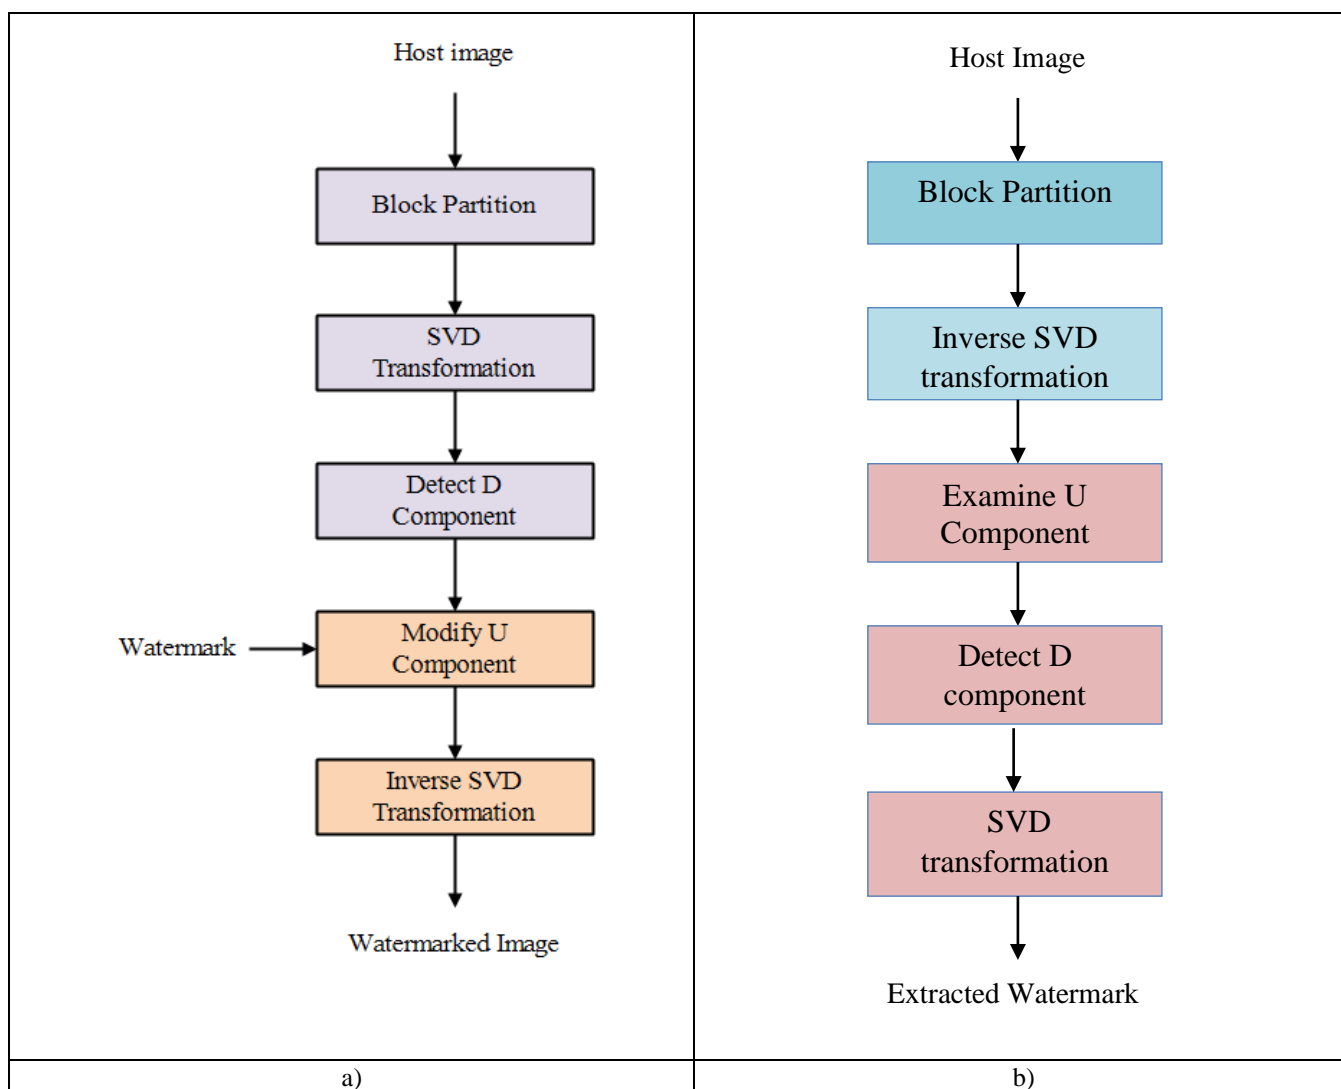 Host image
Block Partition
SVD
Transformation
Detect D
Component
Watermark
Modify U
Component
Inverse SVD
Transformation
Watermarked Image
a)
Host Image
Block Partition
Inverse SVD
transformation
Examine U
Component
Detect D
component
SVD
transformation
Extracted Watermark
b)